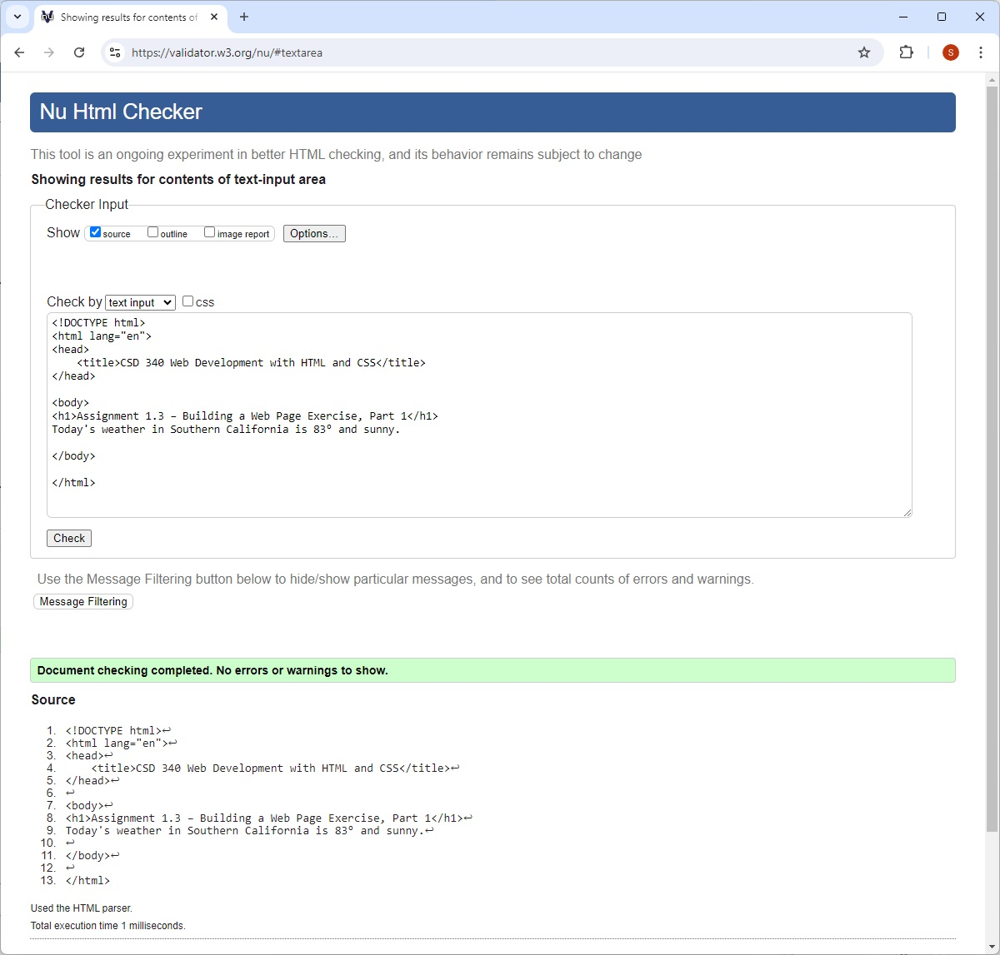 Showing results for contents of
https://validator.w3.org/nu/#textarea
S
Nu Html Checker
This tool is an ongoing experiment in better HTML checking, and its behavior remains subject to change
Showing results for contents of text-input area
Checker Input
Show source outline image report Options...
Check by text input css
<!DOCTYPE html>
<html lang="en">
<head>
    <title>CSD 340 Web Development with HTML and CSS</title>
</head>
<body>
<h1>Assignment 1.3 – Building a Web Page Exercise, Part 1</h1>
Today's weather in Southern California is 83° and sunny.
</body>
</html>
Check
Use the Message Filtering button below to hide/show particular messages, and to see total counts of errors and warnings.
Message Filtering
Document checking completed. No errors or warnings to show.
Source
1. <!DOCTYPE html>↩
2. <html lang="en">↩
3. <head>↩
4.     <title>CSD 340 Web Development with HTML and CSS</title>↩
5. </head>↩
6. ↩
7. <body>↩
8. <h1>Assignment 1.3 – Building a Web Page Exercise, Part 1</h1>↩
9. Today's weather in Southern California is 83° and sunny.↩
10. ↩
11. </body>↩
12. ↩
13. </html>
Used the HTML parser.
Total execution time 1 milliseconds.